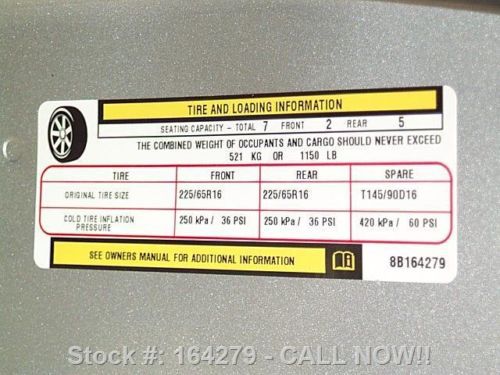 TIRE AND LOADING INFORMATION
SEATING CAPACITY - TOTAL 7 FRONT 2 REAR 5
THE COMBINED WEIGHT OF OCCUPANTS AND CARGO SHOULD NEVER EXCEED
521 KG OR 1150 LB
TIRE FRONT REAR SPARE
ORIGINAL TIRE SIZE 225/65R16 225/65R16 T145/90D16
COLD TIRE INFLATION PRESSURE 250 kPa / 36 PSI 250 kPa / 36 PSI 420 kPa / 60 PSI
SEE OWNERS MANUAL FOR ADDITIONAL INFORMATION 8B164279
Stock #: 164279 - CALL NOW!!